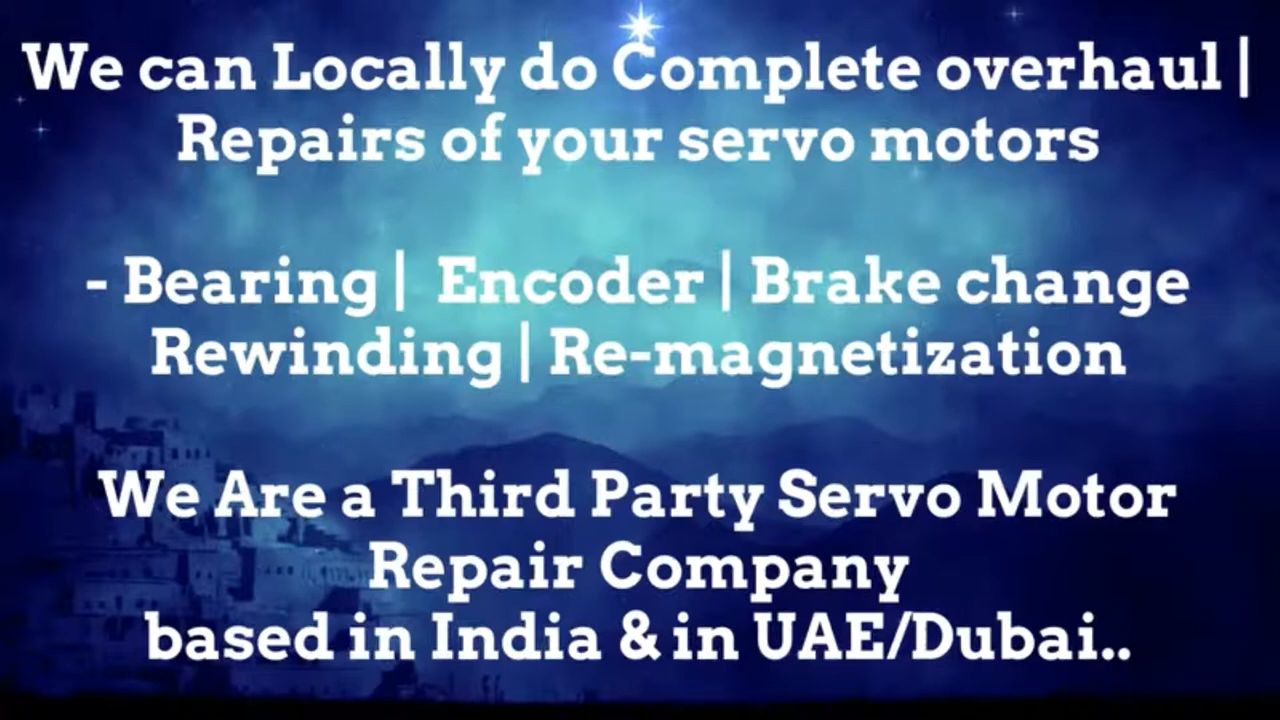 We can Locally do Complete overhaul |
Repairs of your servo motors
- Bearing | Encoder | Brake change
Rewinding | Re-magnetization
We Are a Third Party Servo Motor
Repair Company
based in India & in UAE/Dubai..